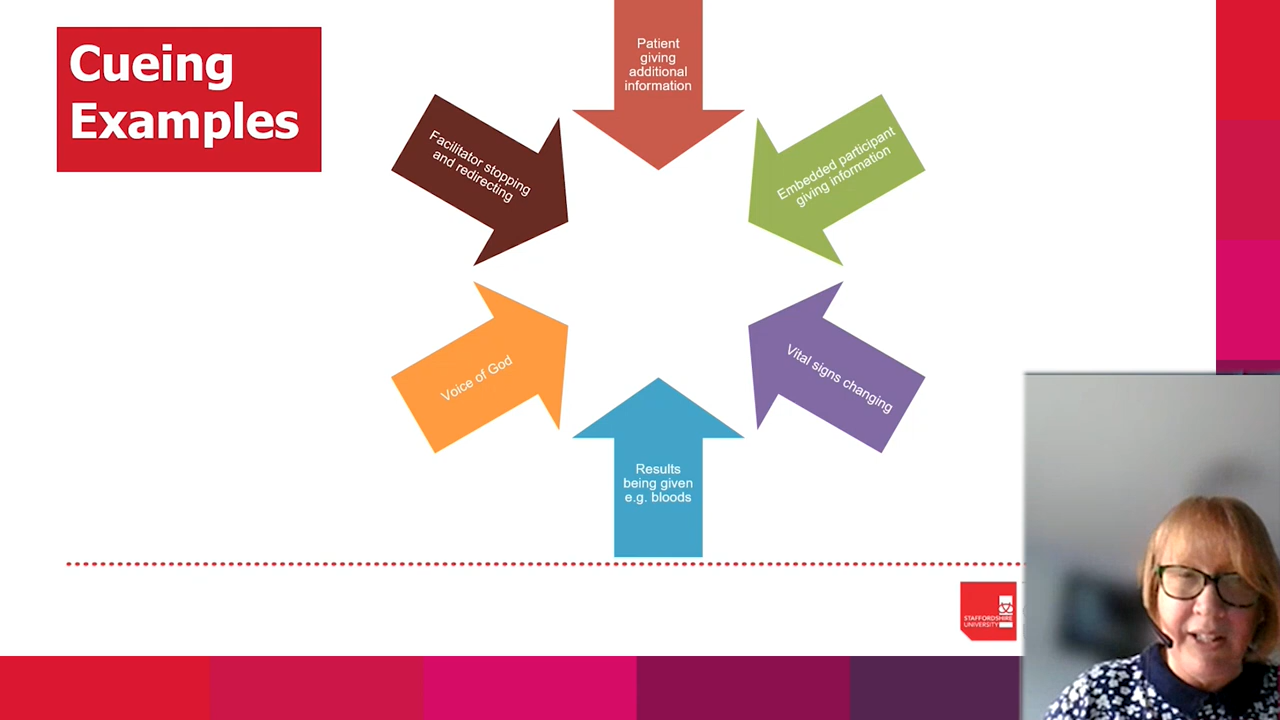 Cueing
Examples
Patient
giving
additional
information
Embedded participant
giving information
Vital signs changing
Results
being given
e.g. bloods
Voice of God
Facilitator stopping
and redirecting
STAFFORDSHIRE
UNIVERSITY